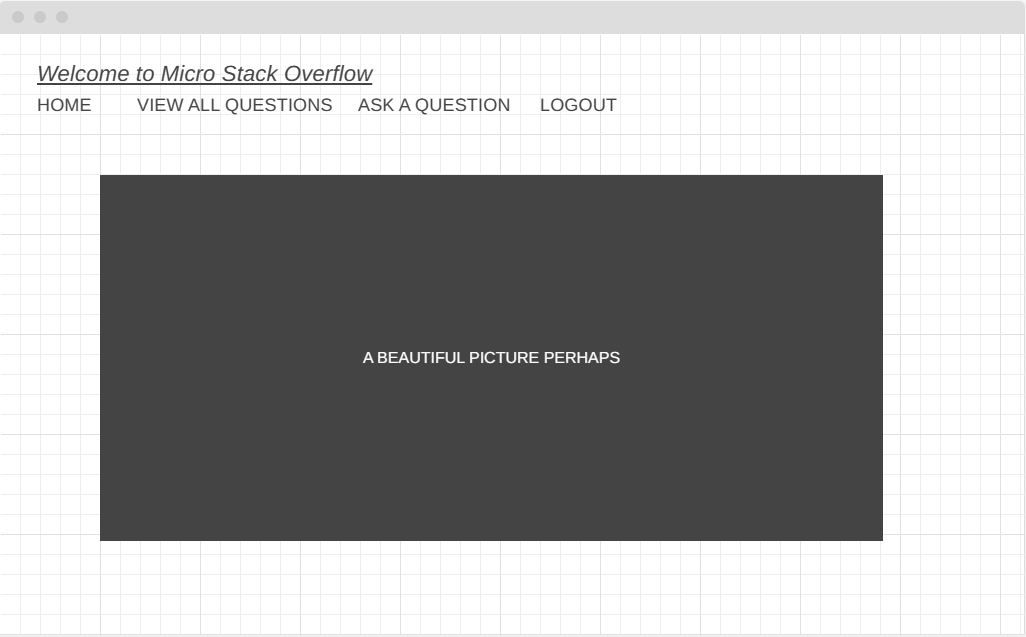 Welcome to Micro Stack Overflow
HOME VIEW ALL QUESTIONS ASK A QUESTION LOGOUT
A BEAUTIFUL PICTURE PERHAPS